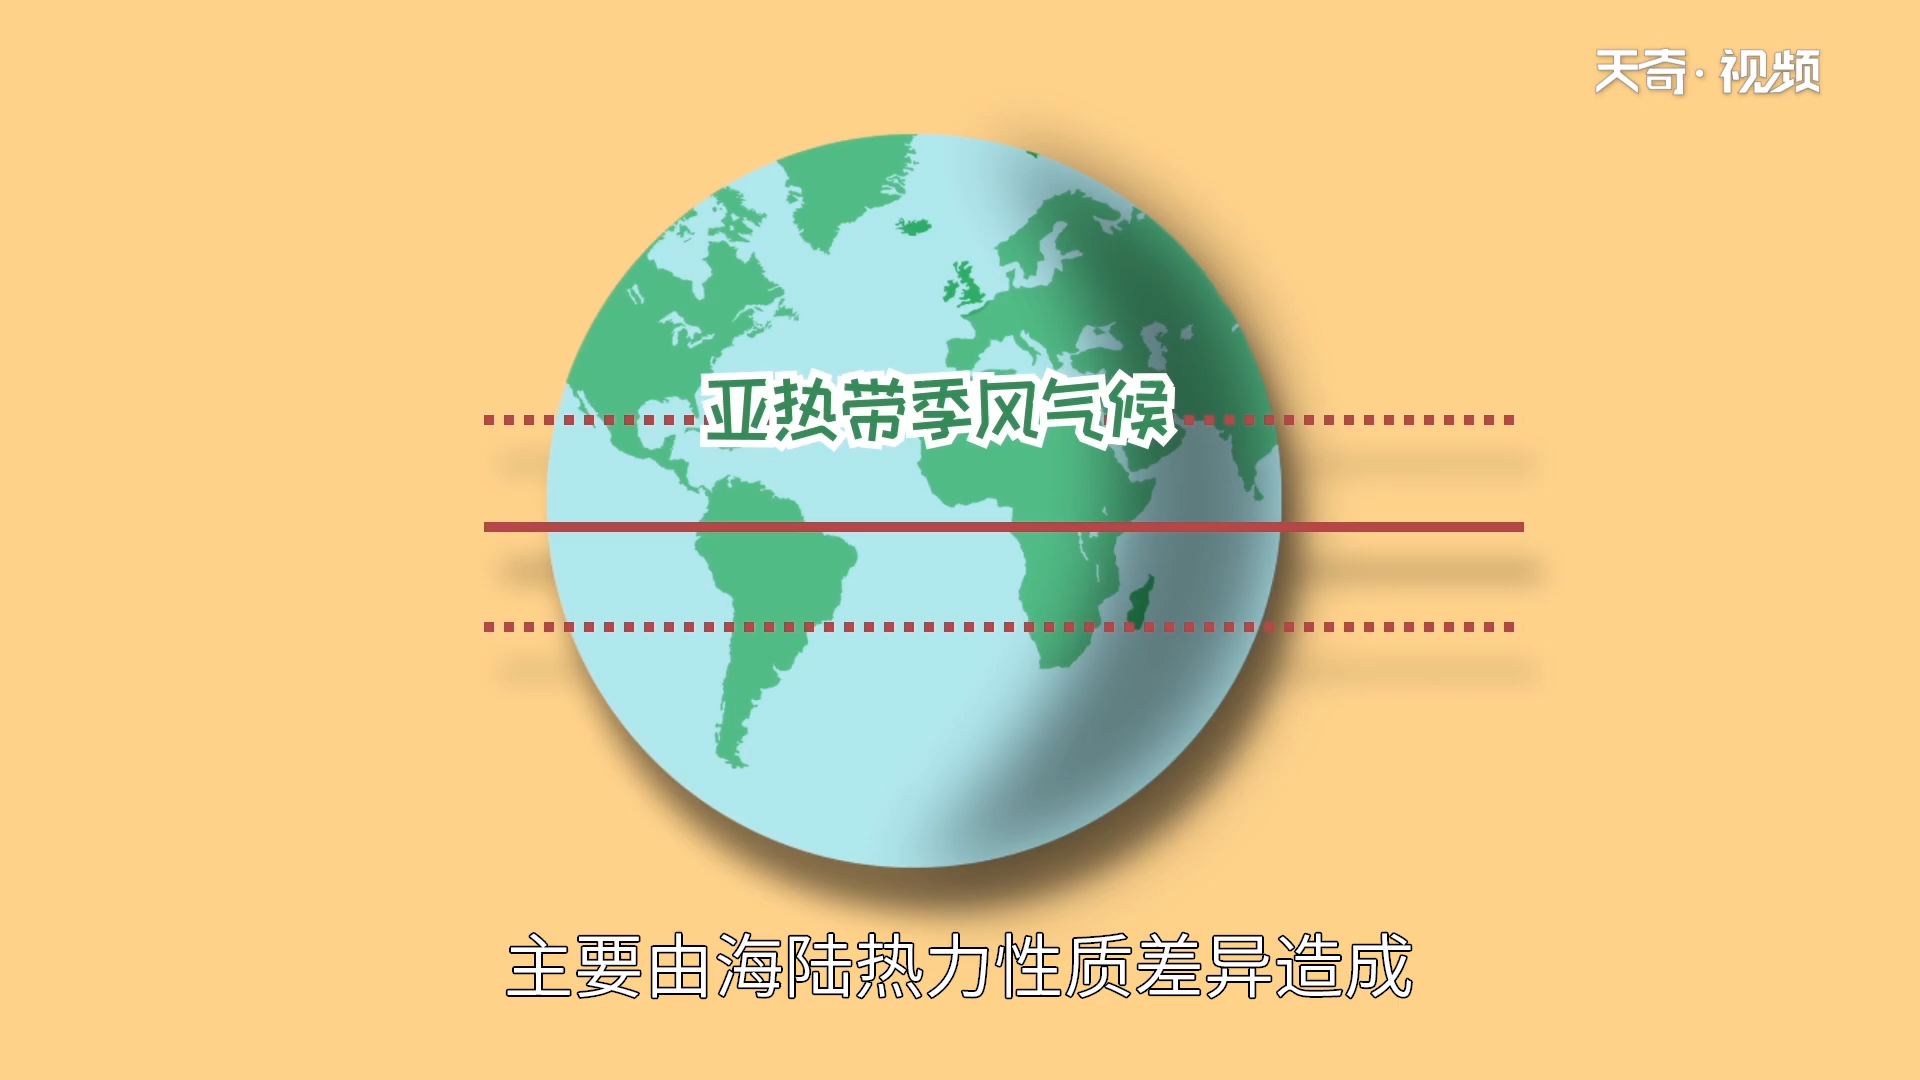 天奇·视频
亚热带季风气候
主要由海陆热力性质差异造成